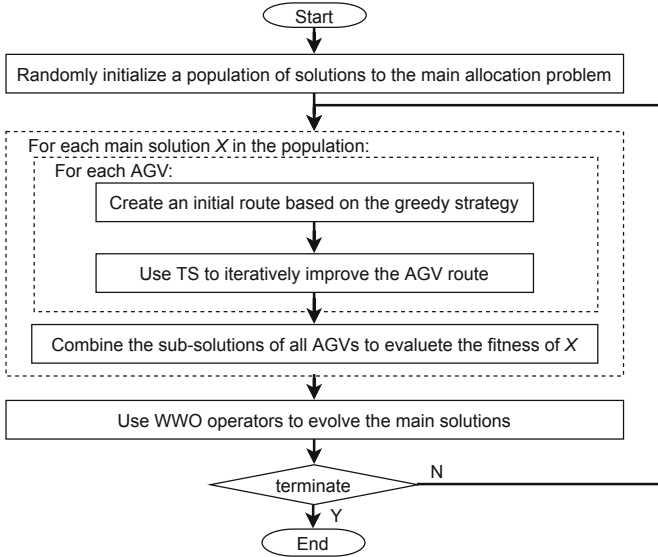 Start
Randomly initialize a population of solutions to the main allocation problem
For each main solution X in the population:
For each AGV:
Create an initial route based on the greedy strategy
Use TS to iteratively improve the AGV route
Combine the sub-solutions of all AGVs to evaluete the fitness of X
Use WWO operators to evolve the main solutions
terminate
N
Y
End